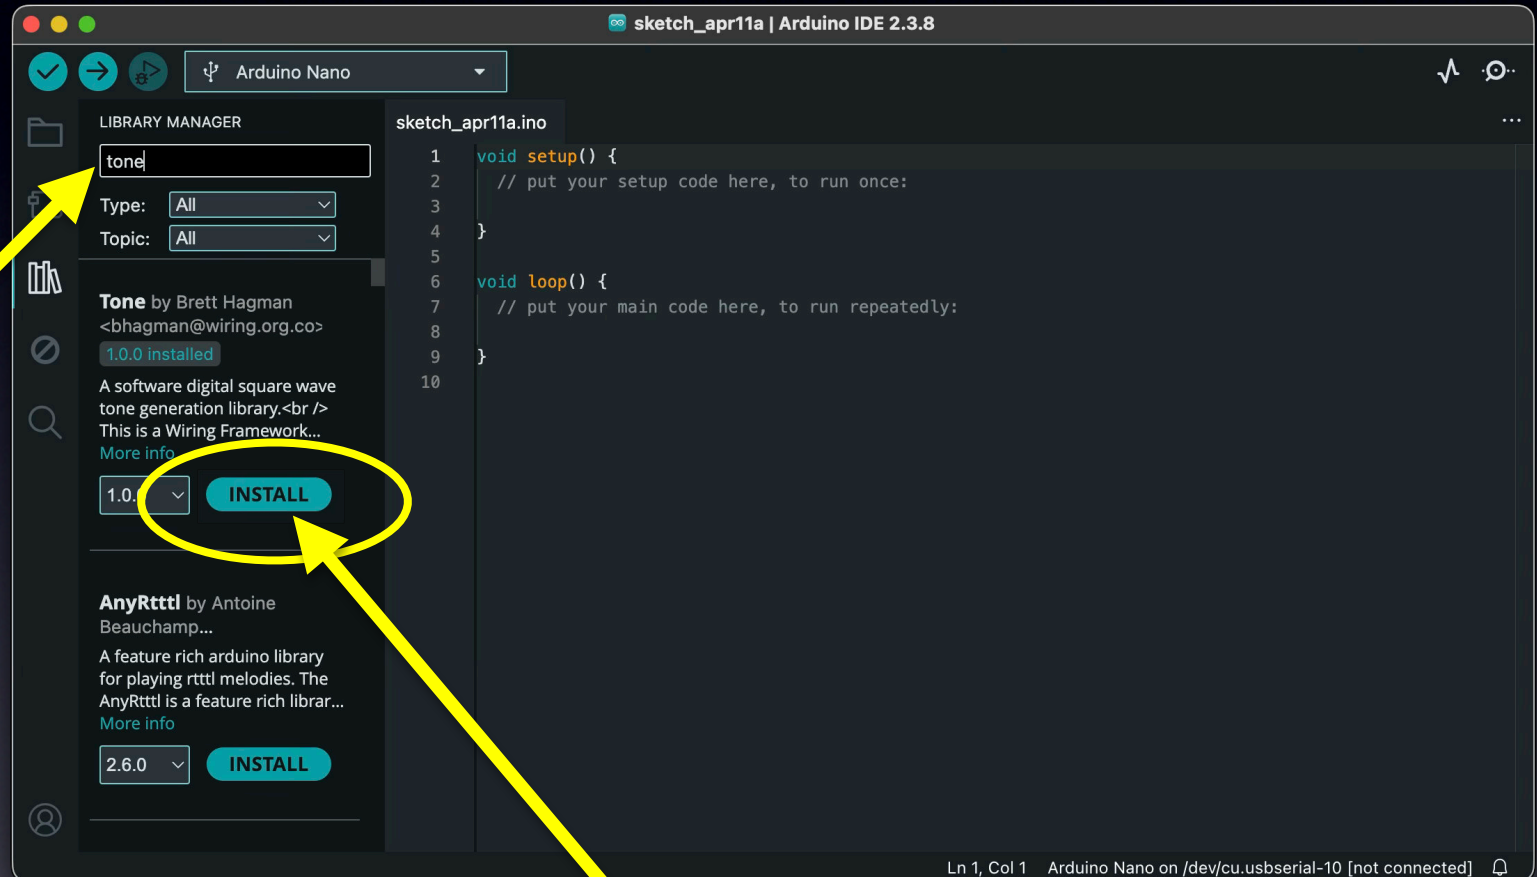 sketch_apr11a | Arduino IDE 2.3.8
Arduino Nano
LIBRARY MANAGER
tone
Type: All
Topic: All
Tone by Brett Hagman
<bhagman@wiring.org.co>
1.0.0 installed
A software digital square wave
tone generation library.<br />
This is a Wiring Framework...
More info
1.0. INSTALL
AnyRtttl by Antoine
Beauchamp...
A feature rich arduino library
for playing rtttl melodies. The
AnyRtttl is a feature rich librar...
More info
2.6.0 INSTALL
sketch_apr11a.ino
...
1 void setup() {
2 // put your setup code here, to run once:
3
4 }
5
6 void loop() {
7 // put your main code here, to run repeatedly:
8
9 }
10
Ln 1, Col 1 Arduino Nano on /dev/cu.usbserial-10 [not connected]